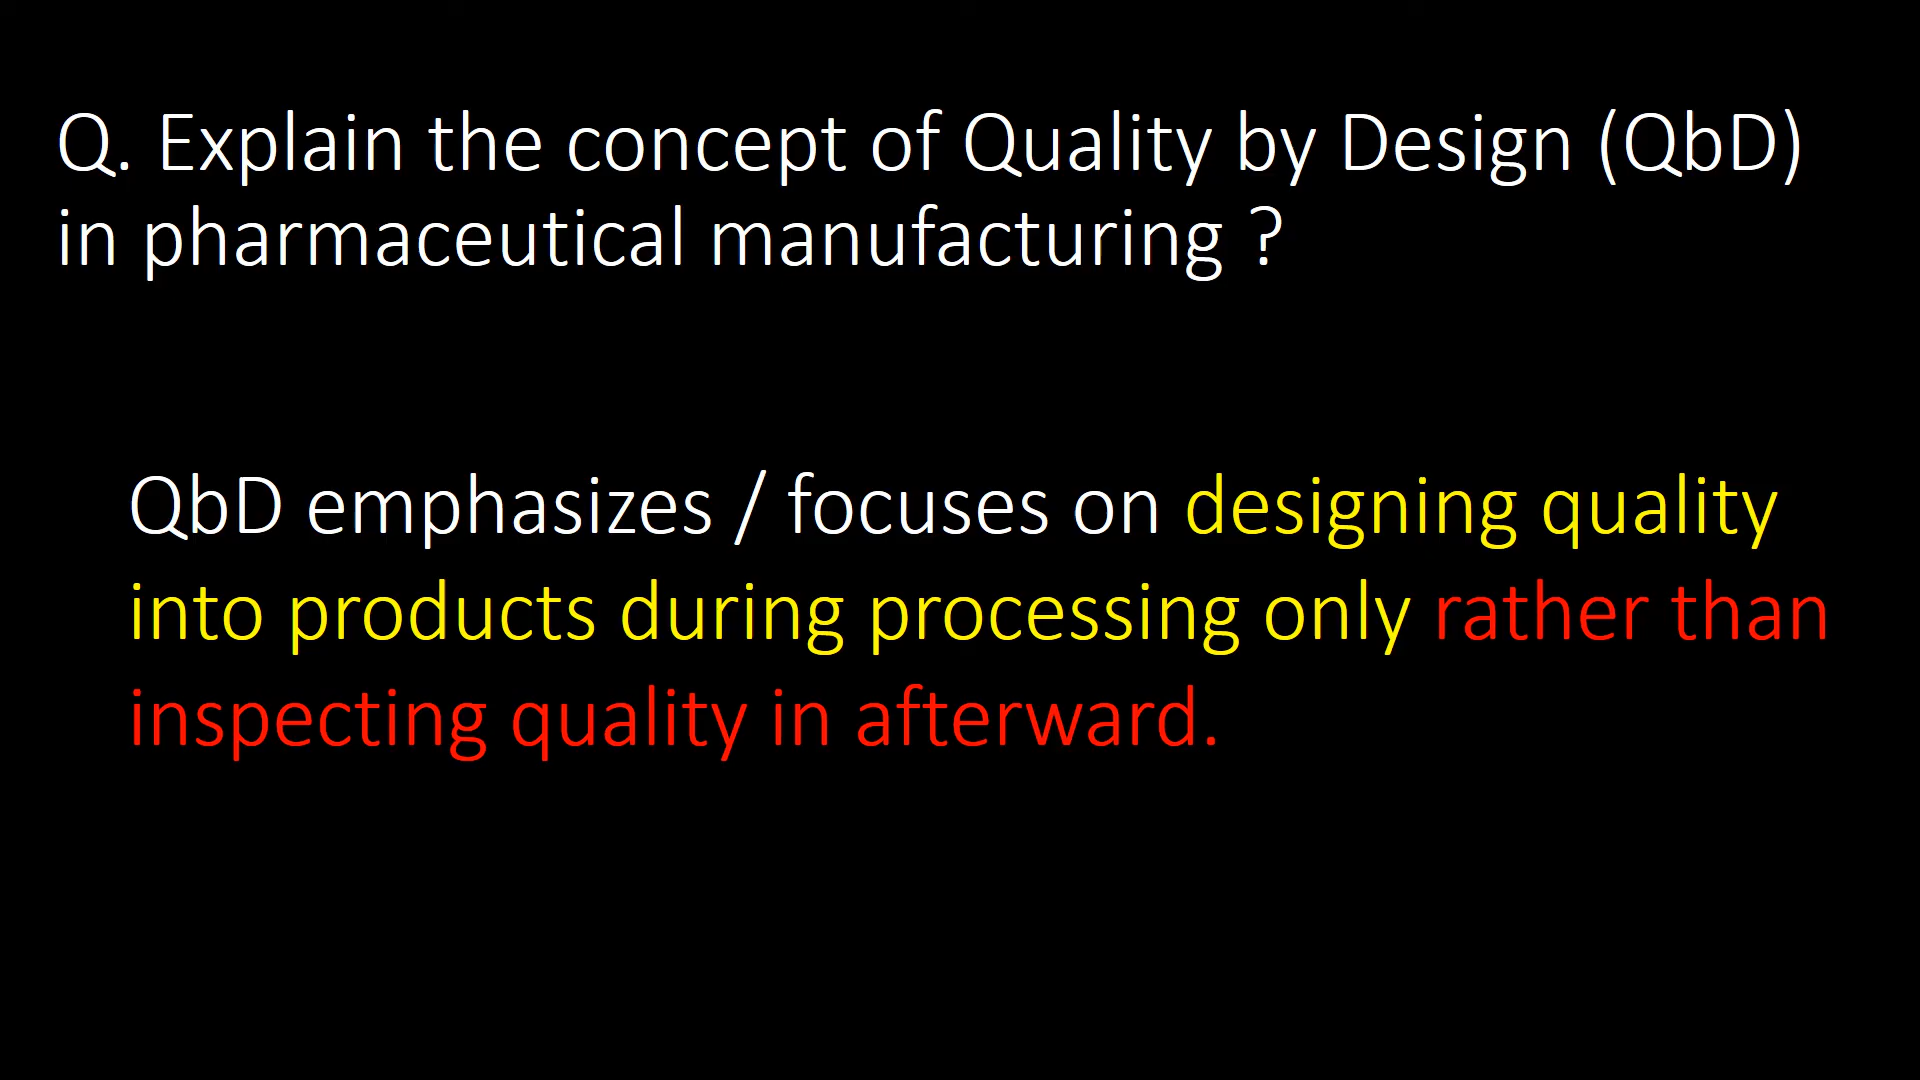 Q. Explain the concept of Quality by Design (QbD)
in pharmaceutical manufacturing ?
QbD emphasizes / focuses on designing quality
into products during processing only rather than
inspecting quality in afterward.